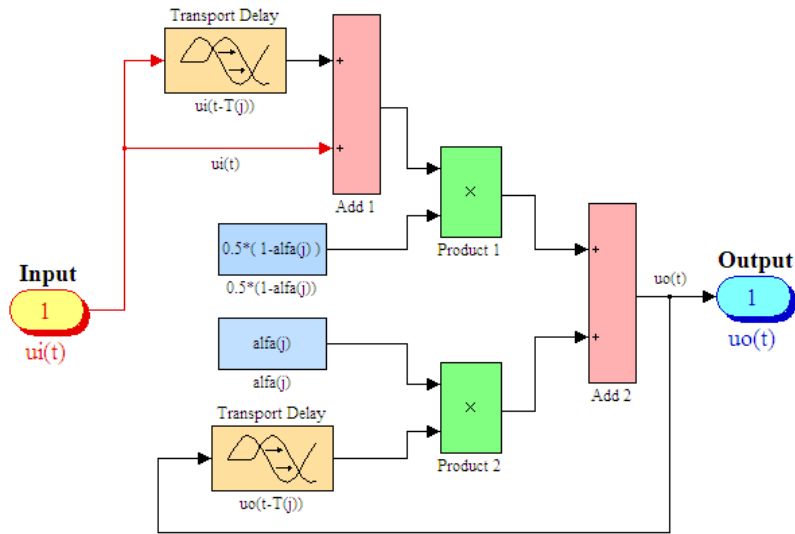 Transport Delay
+
ui(t-T(j))
+
ui(t)
Add 1
×
Product 1
0.5*( 1-alfa(j) )
0.5*(1-alfa(j))
Input
1
ui(t)
+
uo(t)
+
Add 2
Output
1
uo(t)
alfa(j)
alfa(j)
×
Product 2
Transport Delay
uo(t-T(j))